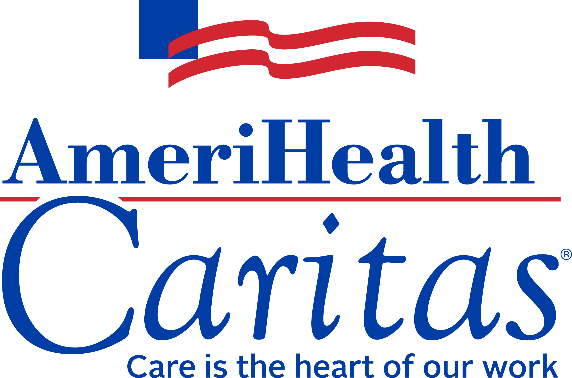 AmeriHealth
Caritas®
Care is the heart of our work